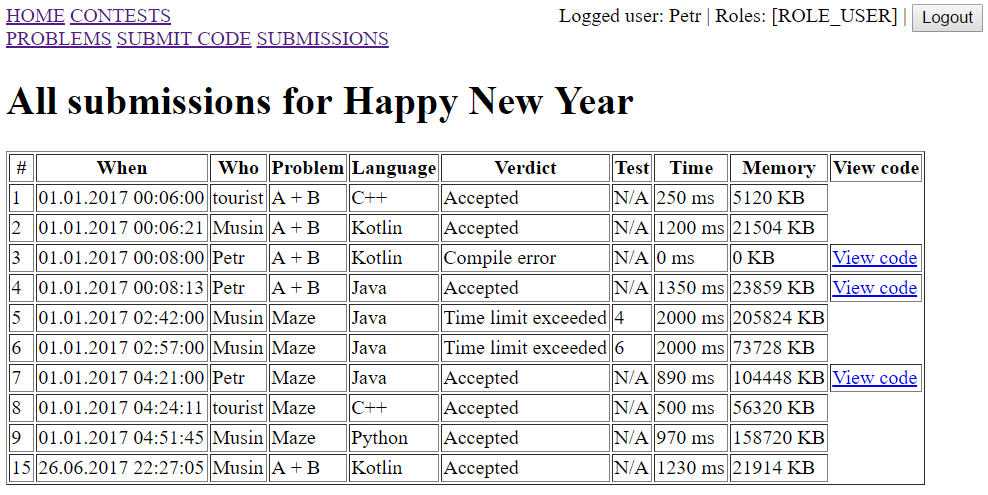 HOME CONTESTS Logged user: Petr | Roles: [ROLE_USER] | Logout
PROBLEMS SUBMIT CODE SUBMISSIONS
All submissions for Happy New Year
# When Who Problem Language Verdict Test Time Memory View code
1 01.01.2017 00:06:00 tourist A + B C++ Accepted N/A 250 ms 5120 KB
2 01.01.2017 00:06:21 Musin A + B Kotlin Accepted N/A 1200 ms 21504 KB
3 01.01.2017 00:08:00 Petr A + B Kotlin Compile error N/A 0 ms 0 KB View code
4 01.01.2017 00:08:13 Petr A + B Java Accepted N/A 1350 ms 23859 KB View code
5 01.01.2017 02:42:00 Musin Maze Java Time limit exceeded 4 2000 ms 205824 KB
6 01.01.2017 02:57:00 Musin Maze Java Time limit exceeded 6 2000 ms 73728 KB
7 01.01.2017 04:21:00 Petr Maze Java Accepted N/A 890 ms 104448 KB View code
8 01.01.2017 04:24:11 tourist Maze C++ Accepted N/A 500 ms 56320 KB
9 01.01.2017 04:51:45 Musin Maze Python Accepted N/A 970 ms 158720 KB
15 26.06.2017 22:27:05 Musin A + B Kotlin Accepted N/A 1230 ms 21914 KB